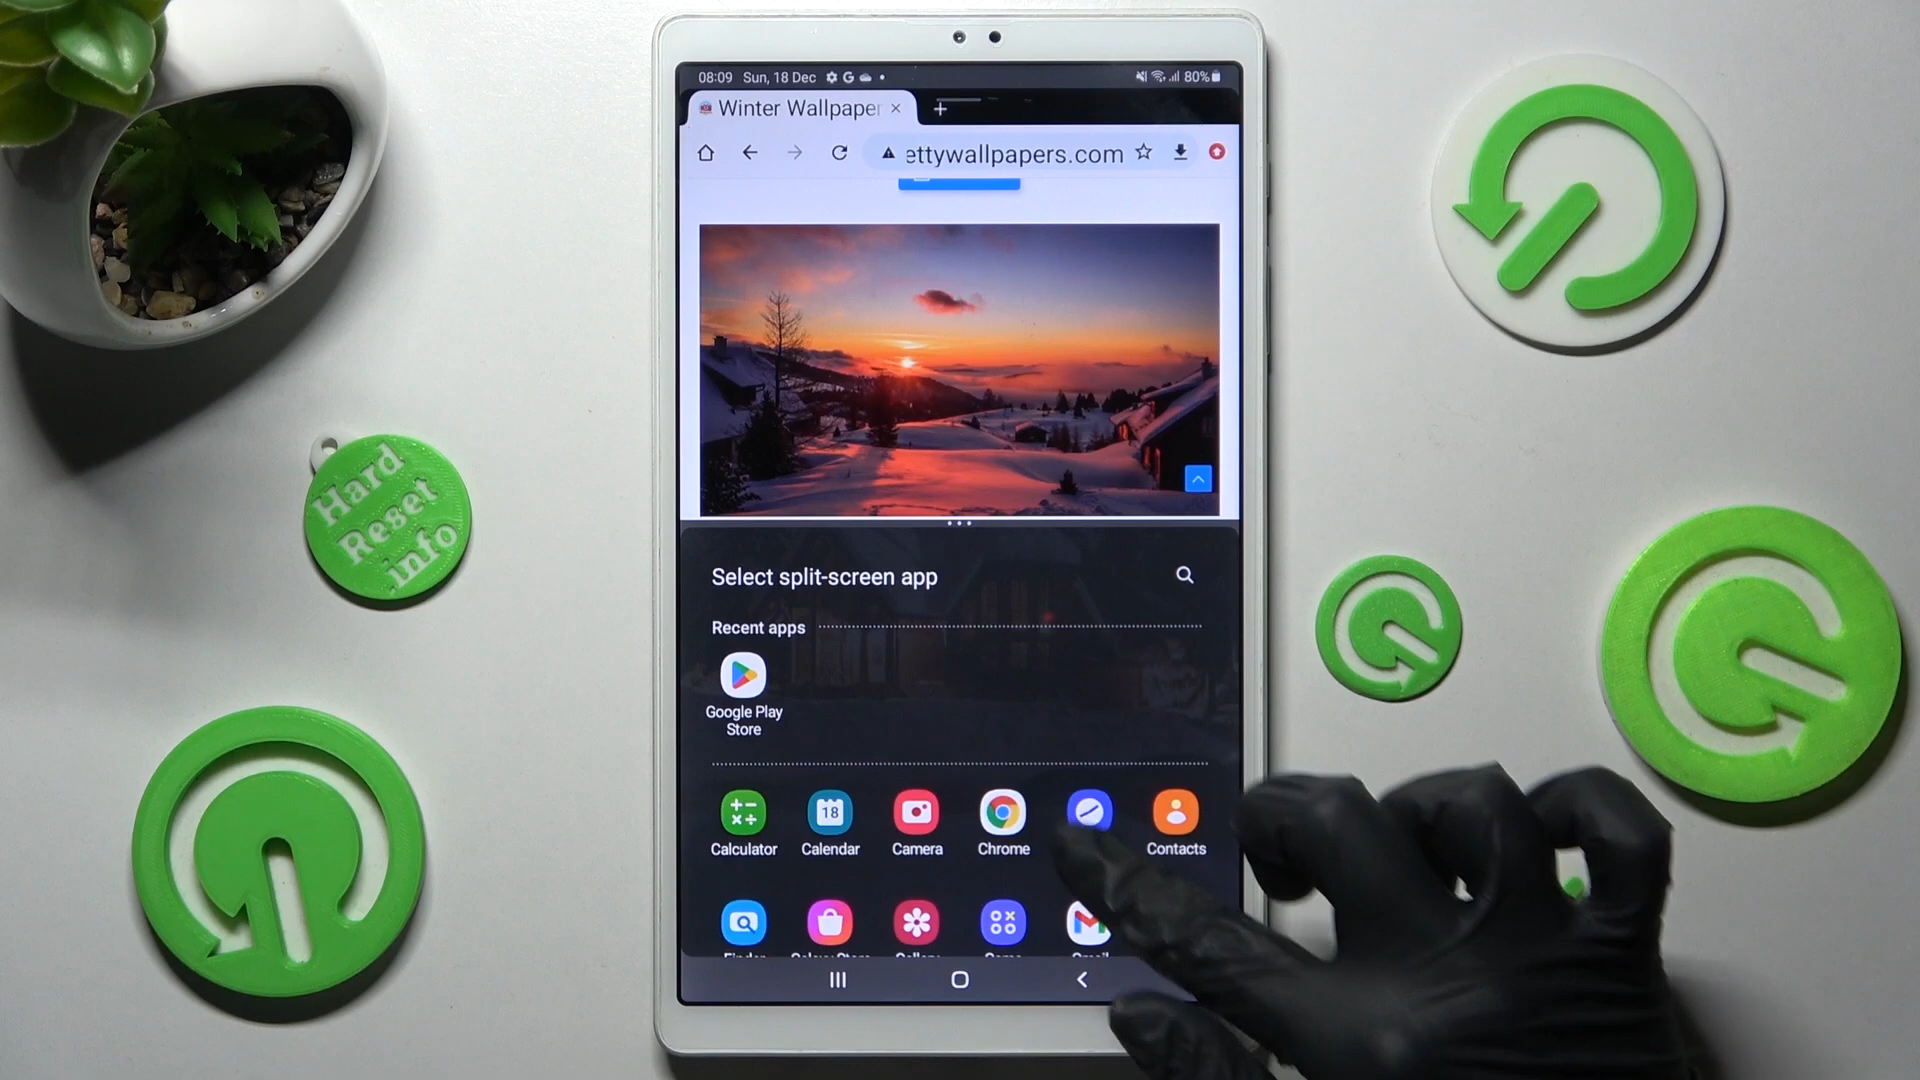 08:09 Sun, 18 Dec
80%
Winter Wallpaper
ettywallpapers.com
Select split-screen app
Recent apps
Google Play
Store
18
Calculator Calendar Camera Chrome Contacts
Hard
Reset
info